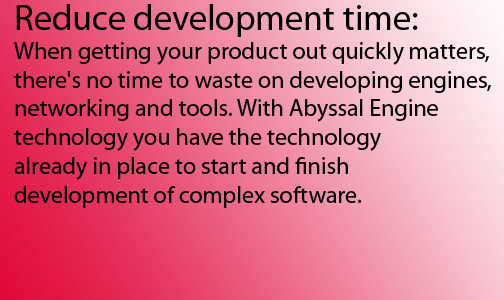 Reduce development time:
When getting your product out quickly matters,
there's no time to waste on developing engines,
networking and tools. With Abyssal Engine
technology you have the technology
already in place to start and finish
development of complex software.